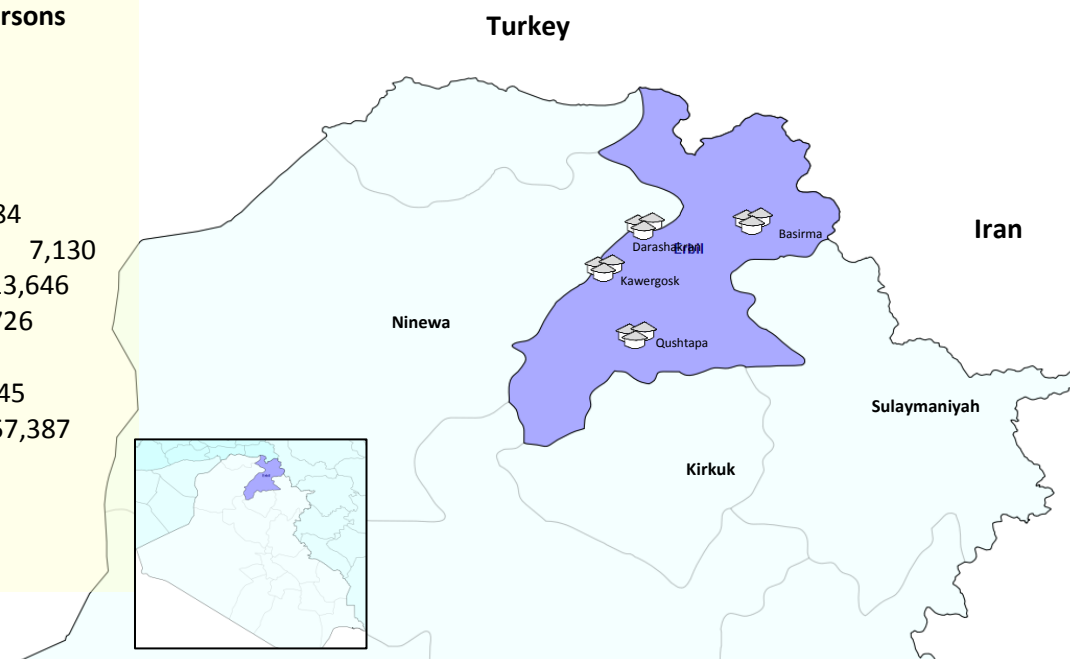 rsons
Turkey
34
7,130
3,646
Iran
Basirma
Darashakran
Erbil
Kawergosk
726
Ninewa
Qushtapa
45
57,387
Sulaymaniyah
Kirkuk